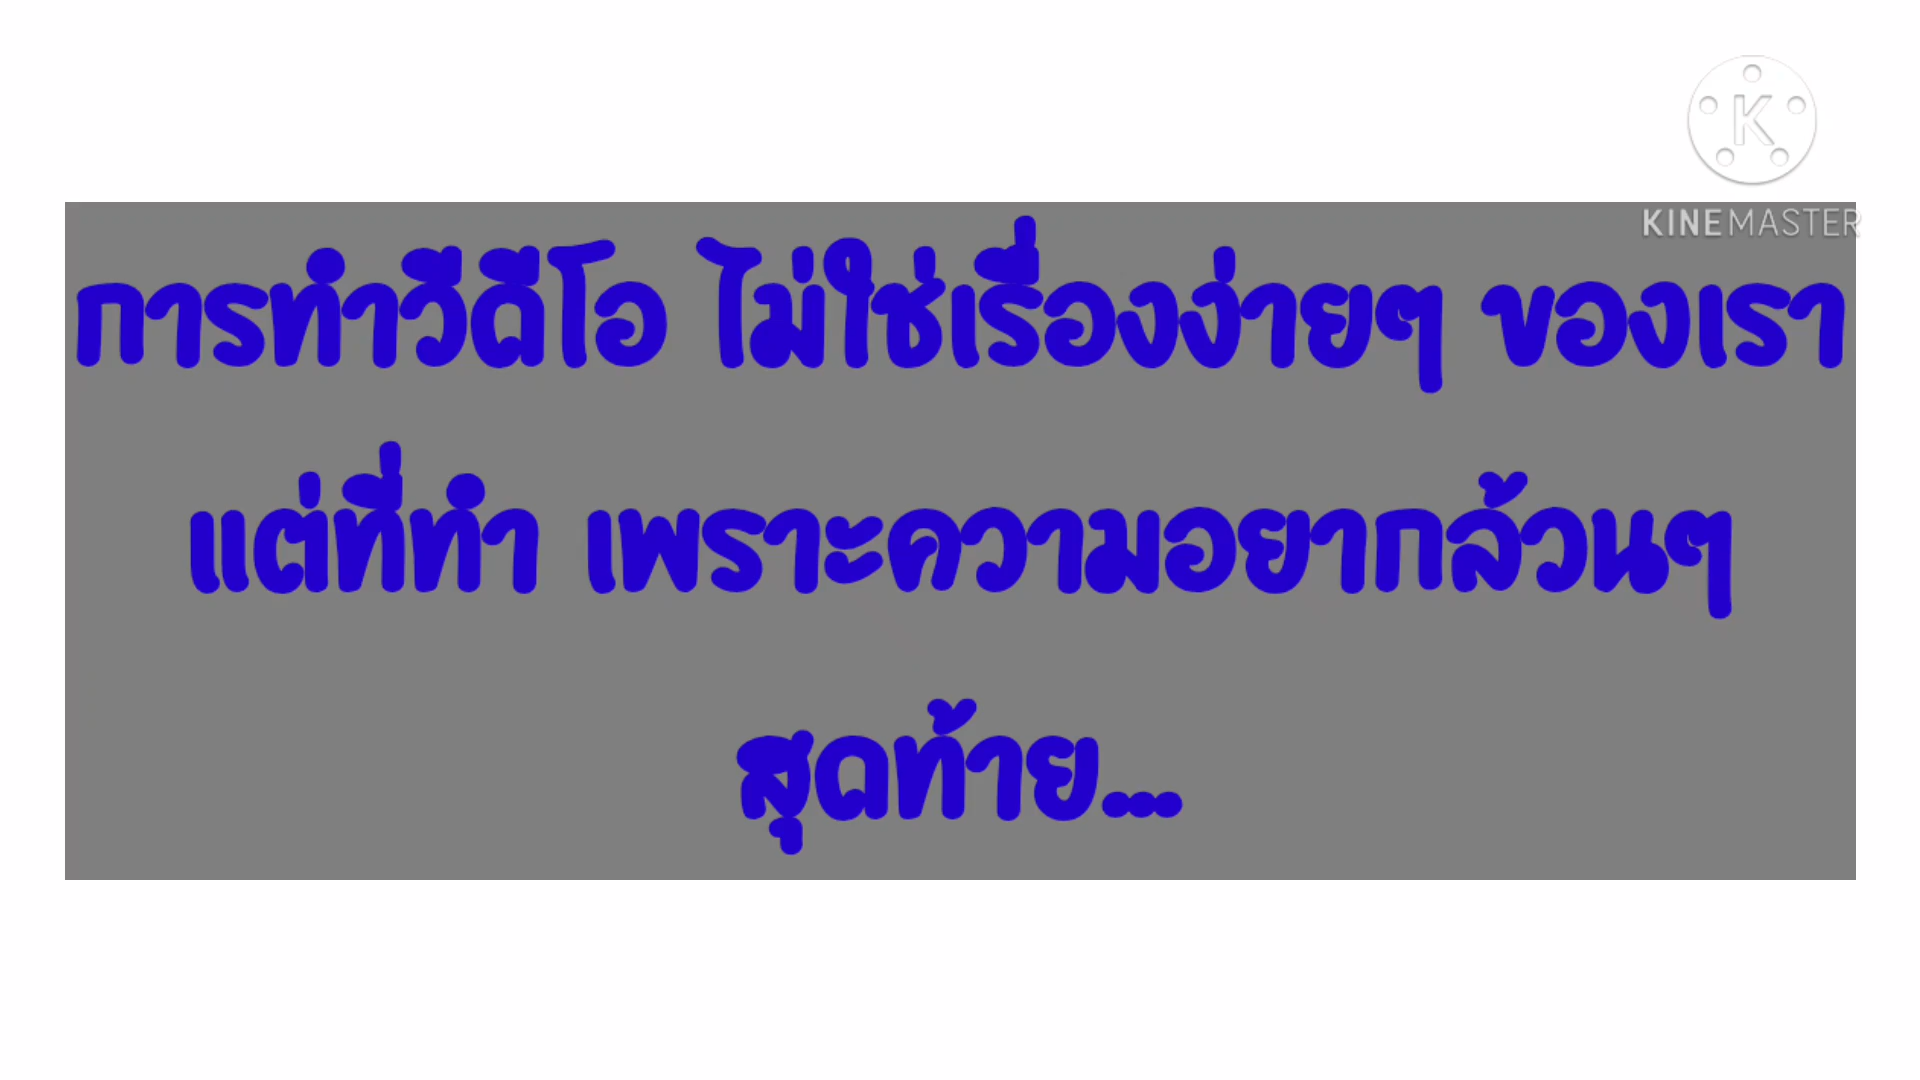 K
KINEMASTER
การทำวีดีโอ ไม่ใช่เรื่องง่ายๆ ของเรา
แต่ที่ทำ เพราะความอยากล้วนๆ
สุดท้าย...